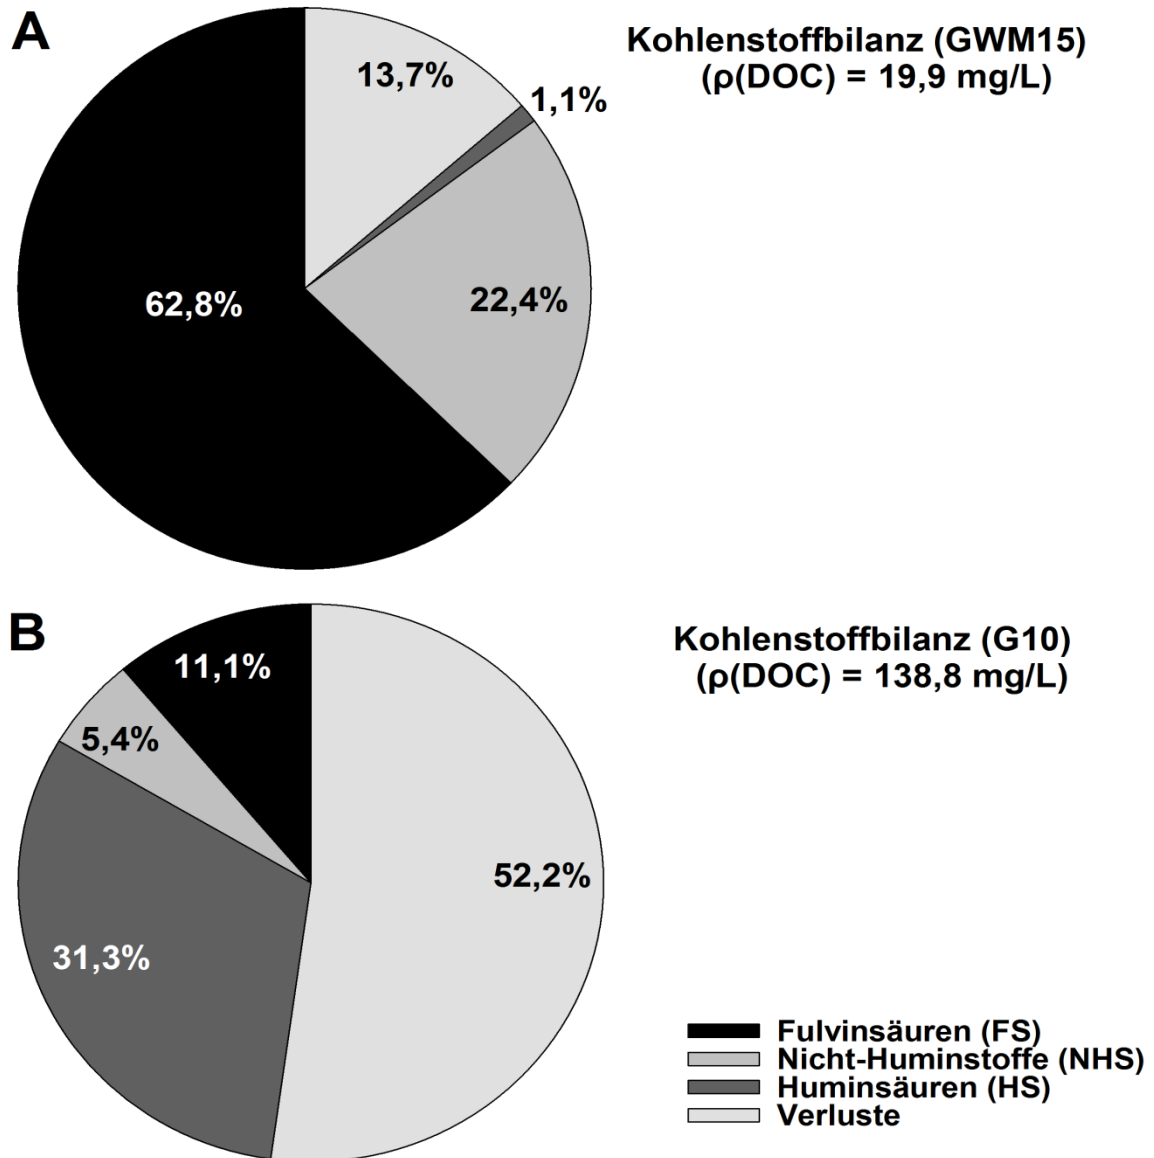 A
Kohlenstoffbilanz (GWM15)
(ρ(DOC) = 19,9 mg/L)
13,7%
1,1%
62,8%
22,4%
B
Kohlenstoffbilanz (G10)
(ρ(DOC) = 138,8 mg/L)
11,1%
5,4%
52,2%
31,3%
Fulvinsäuren (FS)
Nicht-Huminstoffe (NHS)
Huminsäuren (HS)
Verluste